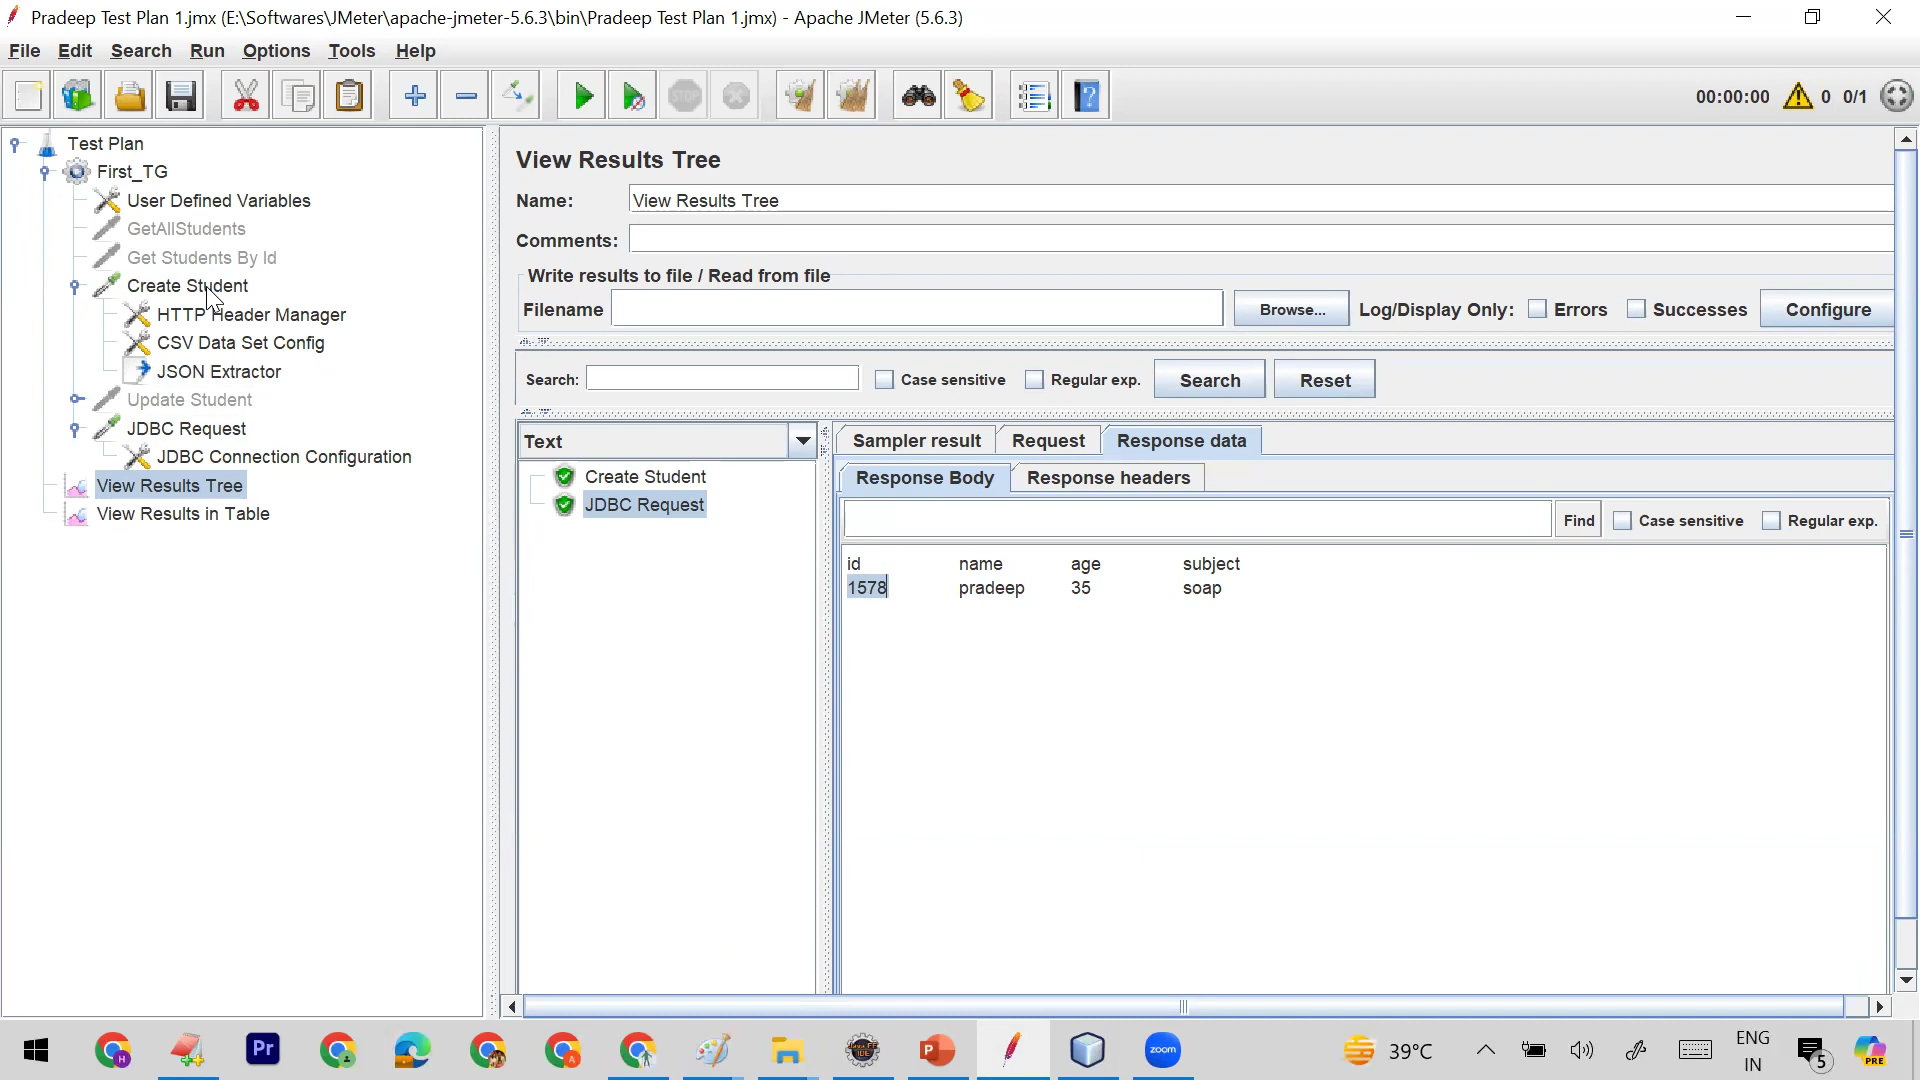 Pradeep Test Plan 1.jmx (E:\Softwares\JMeter\apache-jmeter-5.6.3\bin\Pradeep Test Plan 1.jmx) - Apache JMeter (5.6.3)
File Edit Search Run Options Tools Help
STOP
00:00:00 0 0/1
Test Plan
First_TG
User Defined Variables
GetAllStudents
Get Students By Id
Create Student
HTTP Header Manager
CSV Data Set Config
JSON Extractor
Update Student
JDBC Request
JDBC Connection Configuration
View Results Tree
View Results in Table
View Results Tree
Name: View Results Tree
Comments:
Write results to file / Read from file
Filename Browse... Log/Display Only: Errors Successes Configure
Search: Case sensitive Regular exp. Search Reset
Text
Create Student
JDBC Request
Sampler result Request Response data
Response Body Response headers
Find Case sensitive Regular exp.
id name age subject
1578 pradeep 35 soap
H Pr A P zoom 39°C ENG 5 PRE
IN